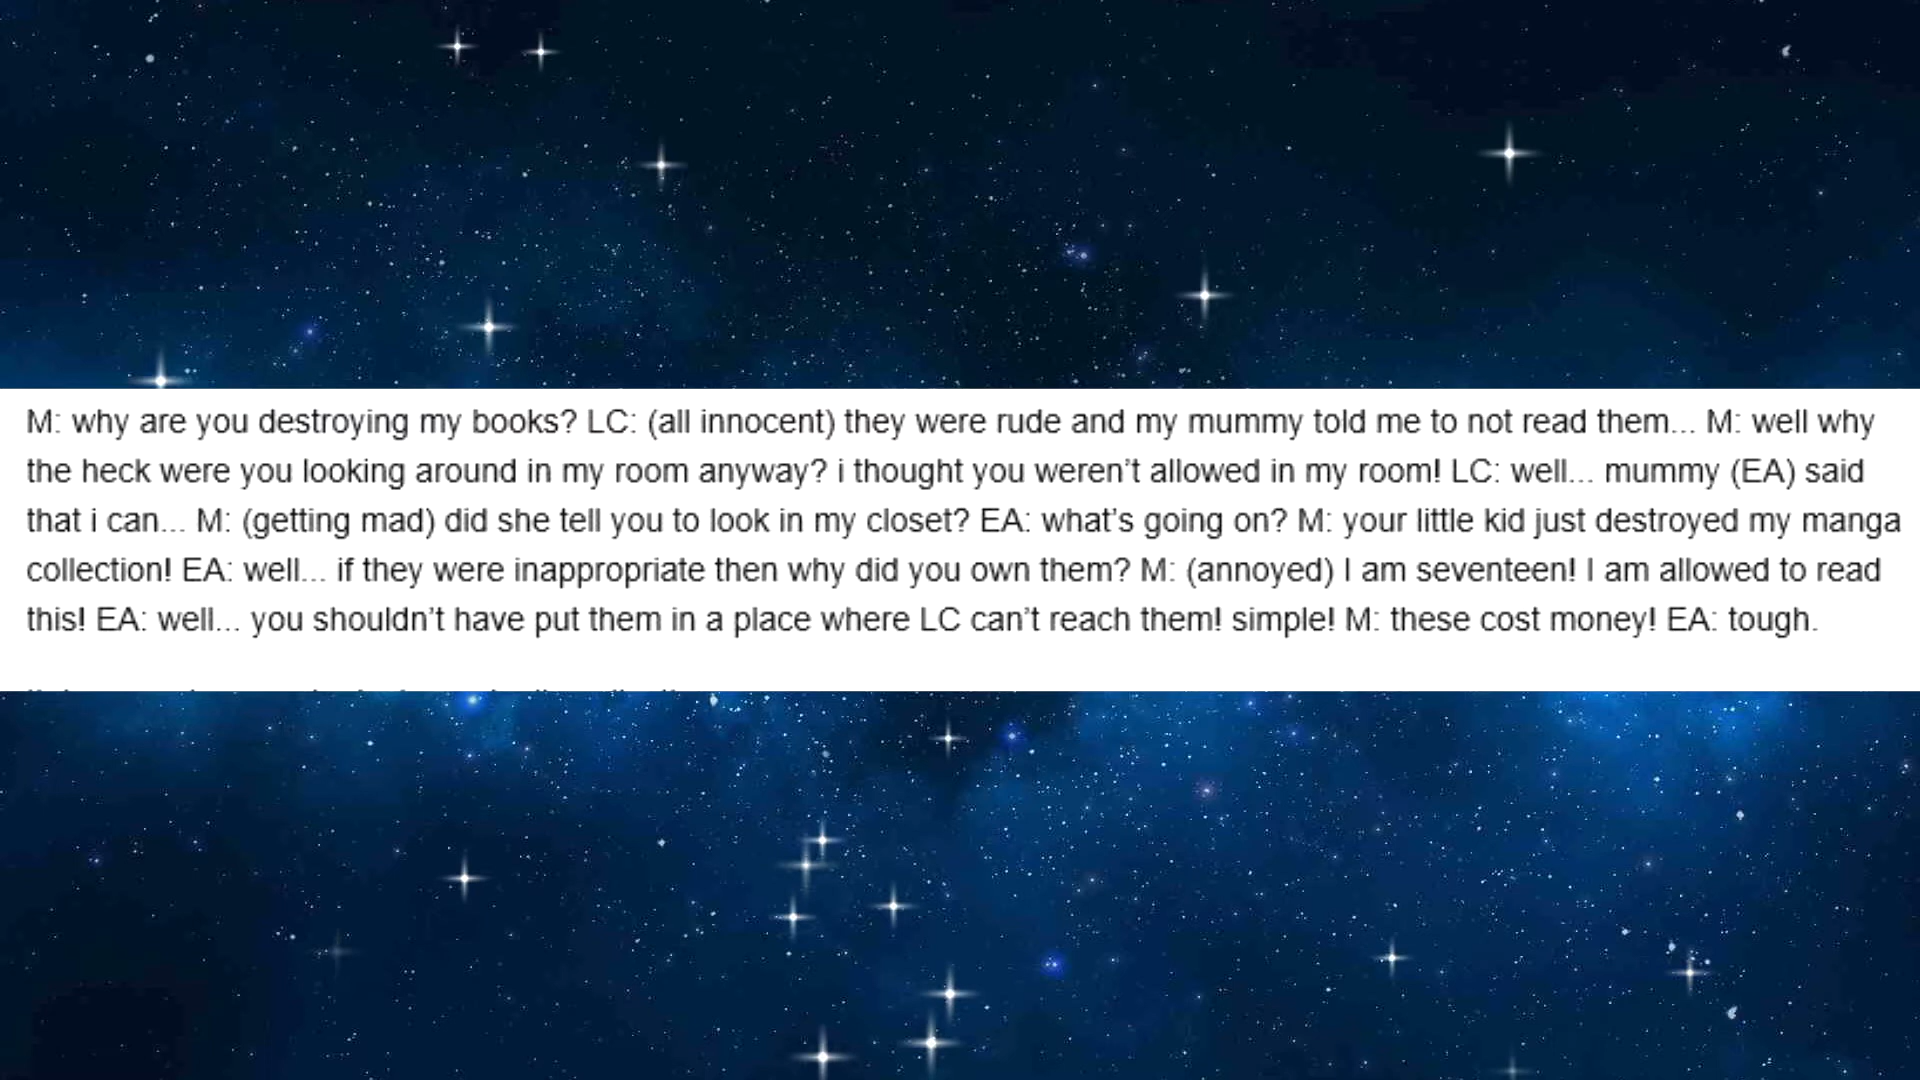 M: why are you destroying my books? LC: (all innocent) they were rude and my mummy told me to not read them... M: well why
the heck were you looking around in my room anyway? i thought you weren't allowed in my room! LC: well... mummy (EA) said
that i can... M: (getting mad) did she tell you to look in my closet? EA: what's going on? M: your little kid just destroyed my manga
collection! EA: well... if they were inappropriate then why did you own them? M: (annoyed) I am seventeen! I am allowed to read
this! EA: well... you shouldn't have put them in a place where LC can't reach them! simple! M: these cost money! EA: tough.